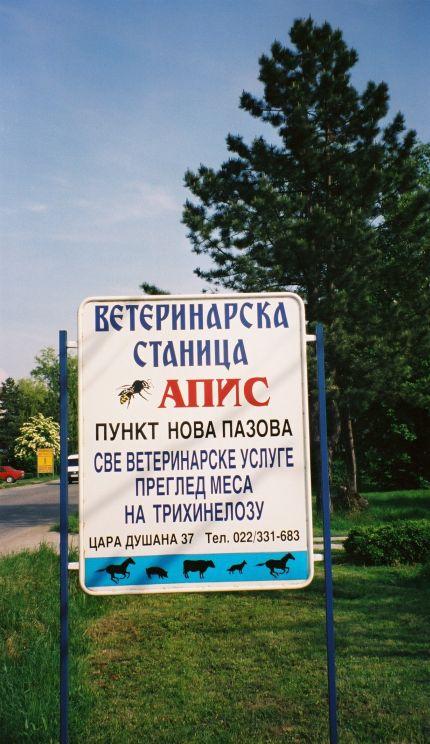 ВЕТЕРИНАРСКА
СТАНИЦА
АПИС
ПУНКТ НОВА ПАЗОВА
СВЕ ВЕТЕРИНАРСКЕ УСЛУГЕ
ПРЕГЛЕД МЕСА
НА ТРИХИНЕЛОЗУ
ЦАРА ДУШАНА 37 Тел. 022/331-683